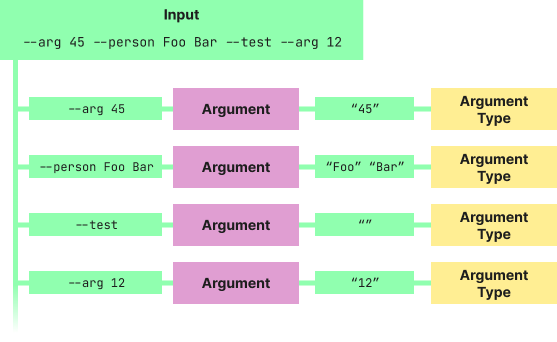 Input
--arg 45 --person Foo Bar --test --arg 12
--arg 45
Argument
“45”
Argument
Type
--person Foo Bar
Argument
“Foo” “Bar”
Argument
Type
--test
Argument
“”
Argument
Type
--arg 12
Argument
“12”
Argument
Type